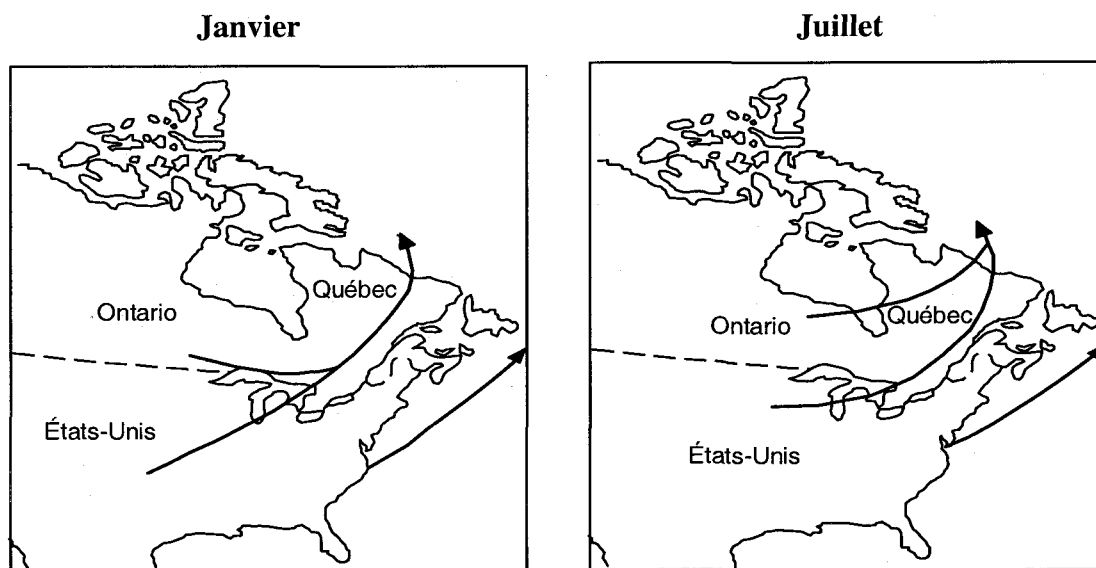 Janvier
Québec
Ontario
États-Unis
Juillet
Québec
Ontario
États-Unis